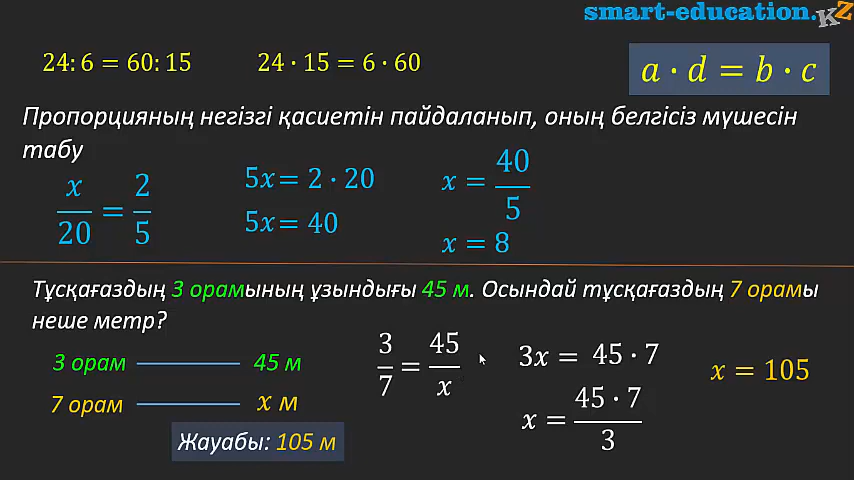 smart-education.KZ
24:6 = 60:15
24 · 15 = 6 · 60
a · d = b · c
Пропорцияның негізгі қасиетін пайдаланып, оның белгісіз мүшесін
табу
x/20 = 2/5
5x = 2 · 20
5x = 40
x = 40/5
x = 8
Тұсқағаздың 3 орамының ұзындығы 45 м. Осындай тұсқағаздың 7 орамы
неше метр?
3 орам 45 м
7 орам x м
3/7 = 45/x
3x = 45 · 7
x = 45 · 7/3
x = 105
Жауабы: 105 м